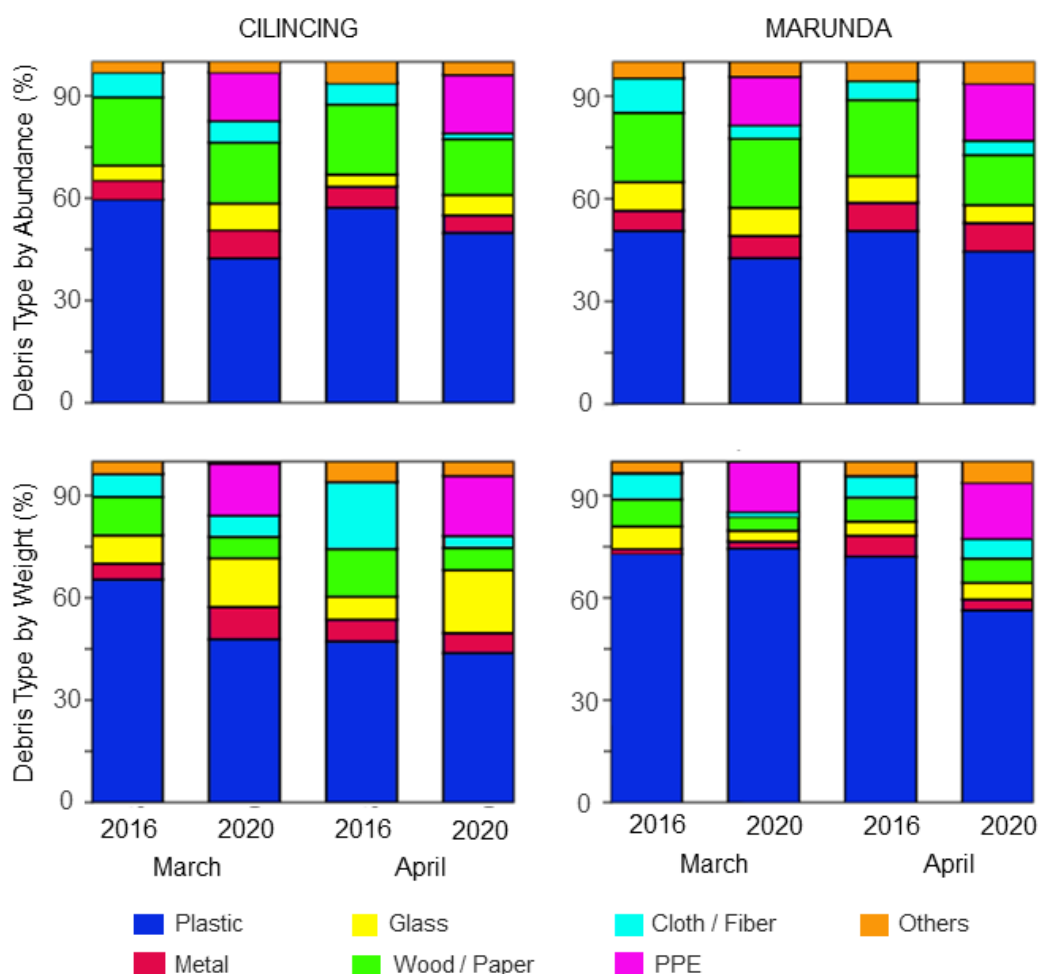 CILINCING MARUNDA
Debris Type by Abundance (%)
90 90
60 60
30 30
0 0
Debris Type by Weight (%)
90 90
60 60
30 30
0 0
2016 2020 2016 2020 2016 2020 2016 2020
March April March April
Plastic Glass Cloth / Fiber Others
Metal Wood / Paper PPE